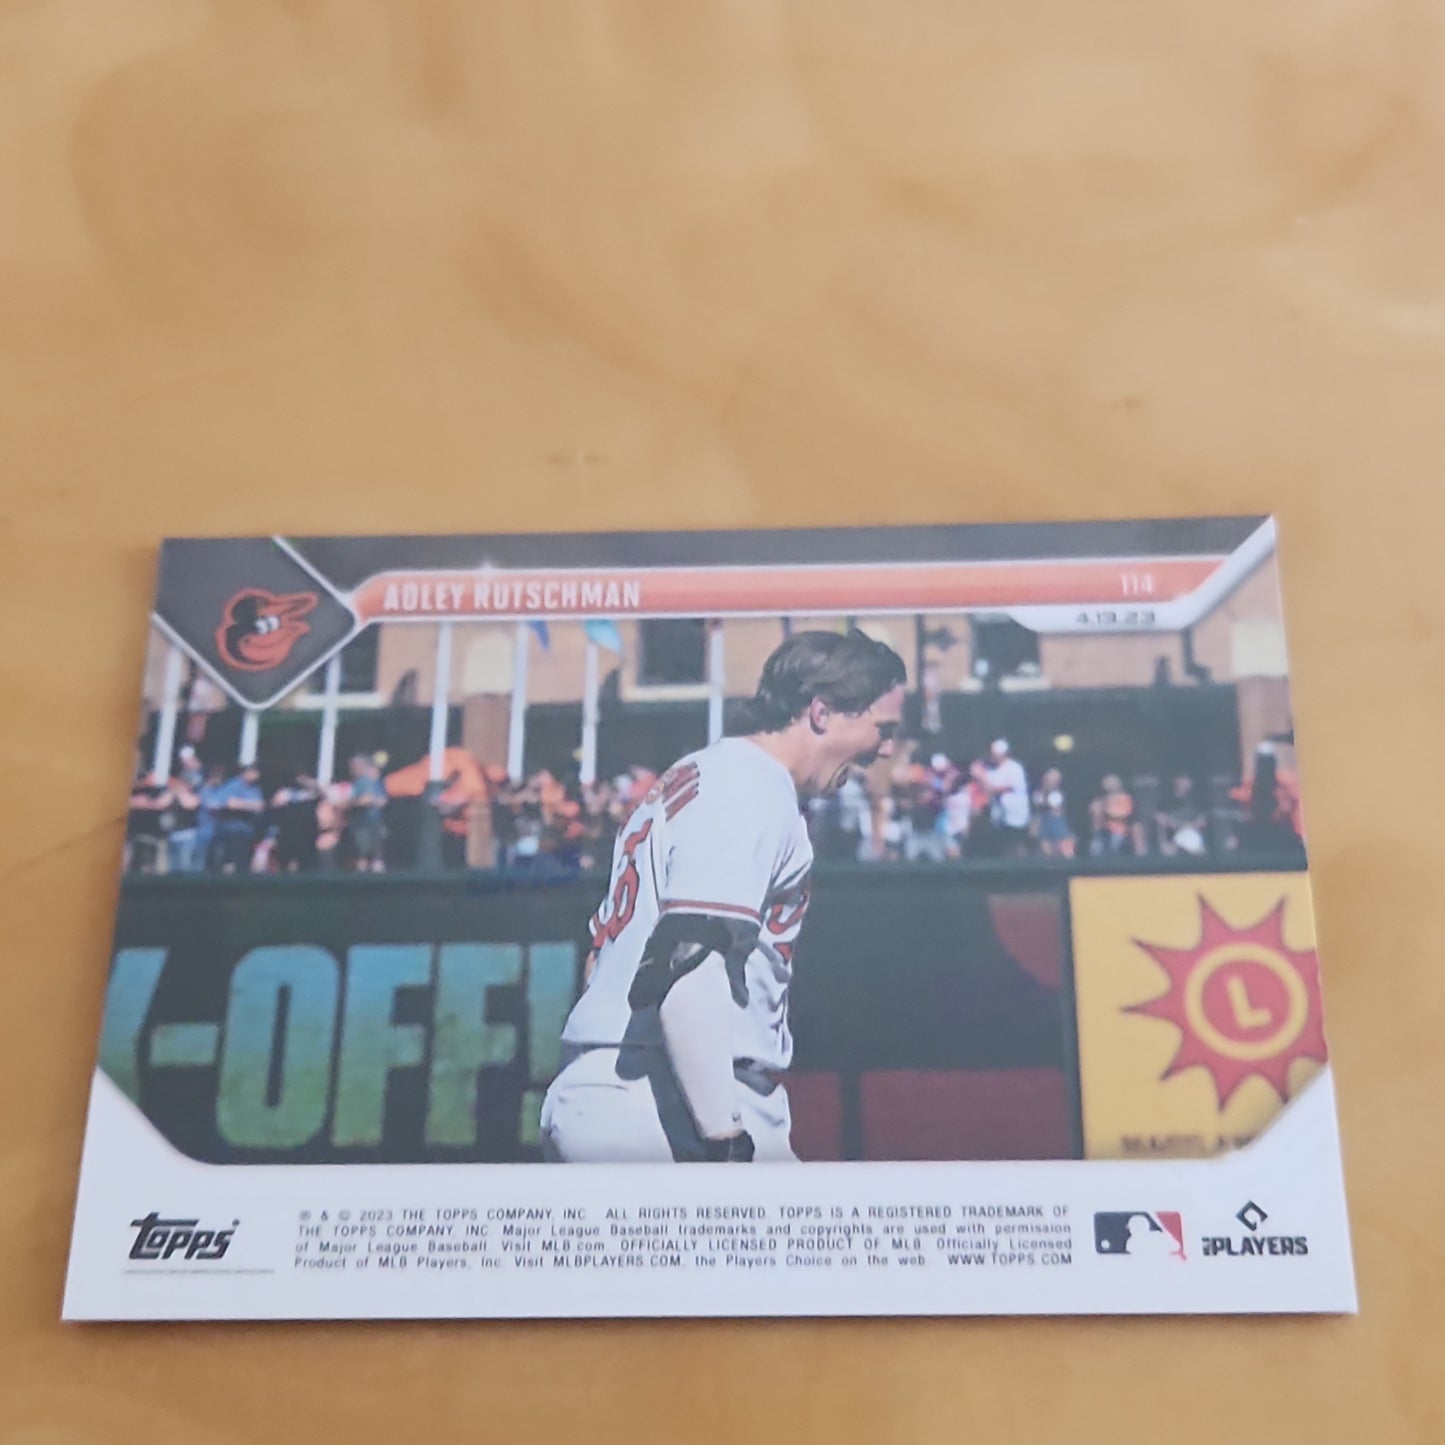 ADLEY RUTSCHMAN
114
4.13.23
-OFF!
L
TOPPS
® & © 2023 THE TOPPS COMPANY, INC. ALL RIGHTS RESERVED. TOPPS IS A REGISTERED TRADEMARK OF
THE TOPPS COMPANY, INC. Major League Baseball trademarks and copyrights are used with permission
of Major League Baseball. Visit MLB.com. OFFICIALLY LICENSED PRODUCT OF MLB. Officially Licensed
Product of MLB Players, Inc. Visit MLBPLAYERS.COM, the Players Choice on the web. WWW.TOPPS.COM
PLAYERS